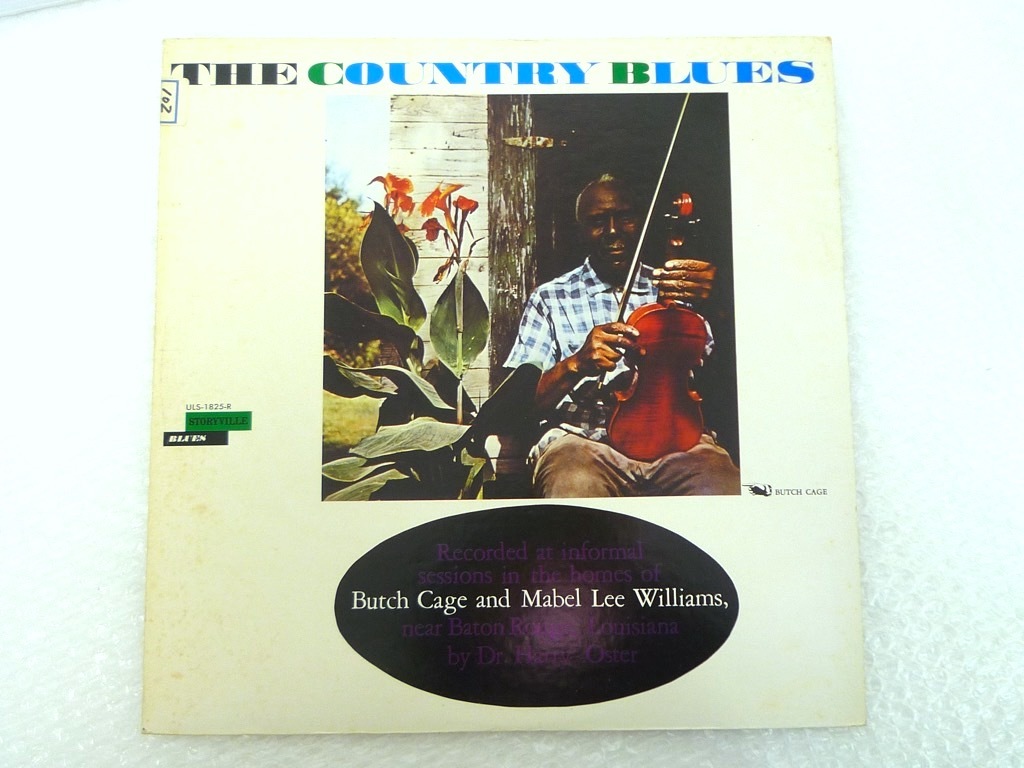 THE COUNTRY BLUES
102
ULS-1825-R
STORYVILLE
BLUES
BUTCH CAGE
Recorded at informal
sessions in the homes of
Butch Cage and Mabel Lee Williams,
near Baton Rouge, Louisiana
by Dr. Harry Oster